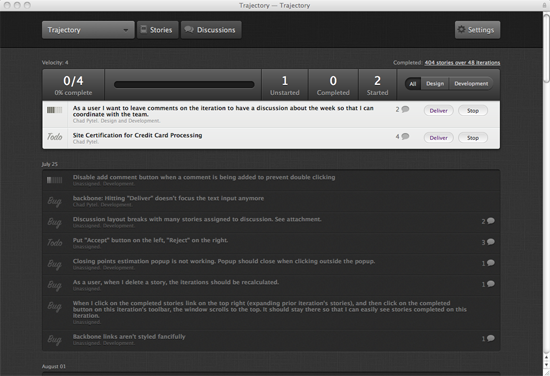 Trajectory — Trajectory
Trajectory
Stories
Discussions
Settings
Velocity: 4
Completed: 404 stories over 48 iterations
0/4
0% complete
1
Unstarted
0
Completed
2
Started
All
Design
Development
As a user I want to leave comments on the iteration to have a discussion about the week so that I can
coordinate with the team.
Chad Pytel. Design and Development.
2
Deliver
Stop
Todo
Site Certification for Credit Card Processing
Chad Pytel.
4
Deliver
Stop
July 25
Disable add comment button when a comment is being added to prevent double clicking
Unassigned. Development.
Bug
backbone: Hitting "Deliver" doesn't focus the text input anymore
Chad Pytel. Development.
Bug
Discussion layout breaks with many stories assigned to discussion. See attachment.
Unassigned.
2
Todo
Put "Accept" button on the left, "Reject" on the right.
Unassigned.
3
Bug
Closing points estimation popup is not working. Popup should close when clicking outside the popup.
Unassigned. Development.
1
Bug
As a user, when I delete a story, the iterations should be recalculated.
Unassigned. Development.
1
Bug
When I click on the completed stories link on the top right (expanding prior iteration's stories), and then click on the completed
button on this iteration's toolbar, the window scrolls to the top. It should stay there so that I can easily see stories completed on this
iteration.
Unassigned. Development.
Bug
Backbone links aren't styled fancifully
Unassigned. Development.
1
August 01